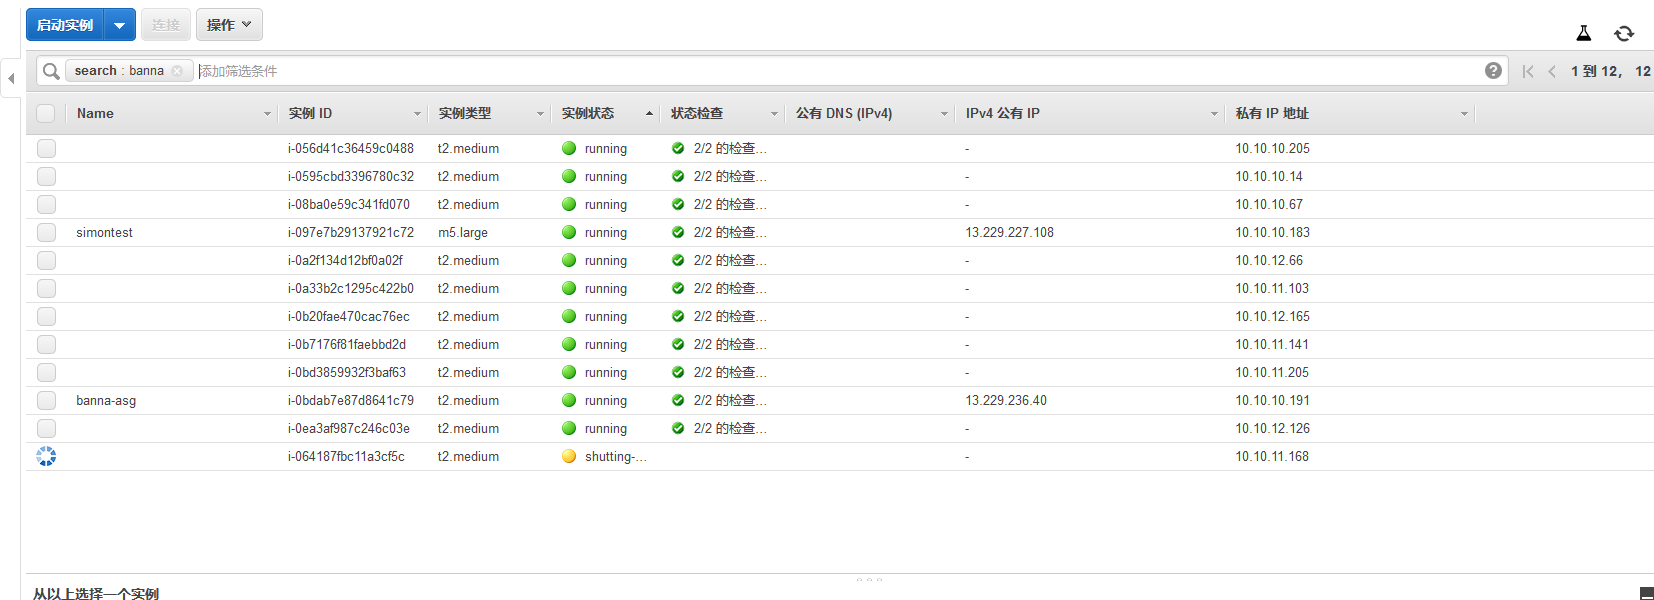 启动实例 连接 操作
search : banna 添加筛选条件 1 到 12， 12
Name 实例 ID 实例类型 实例状态 状态检查 公有 DNS (IPv4) IPv4 公有 IP 私有 IP 地址
i-056d41c36459c0488 t2.medium running 2/2 的检查... - 10.10.10.205
i-0595cbd3396780c32 t2.medium running 2/2 的检查... - 10.10.10.14
i-08ba0e59c341fd070 t2.medium running 2/2 的检查... - 10.10.10.67
simontest i-097e7b29137921c72 m5.large running 2/2 的检查... 13.229.227.108 10.10.10.183
i-0a2f134d12bf0a02f t2.medium running 2/2 的检查... - 10.10.12.66
i-0a33b2c1295c422b0 t2.medium running 2/2 的检查... - 10.10.11.103
i-0b20fae470cac76ec t2.medium running 2/2 的检查... - 10.10.12.165
i-0b7176f81faebbd2d t2.medium running 2/2 的检查... - 10.10.11.141
i-0bd3859932f3baf63 t2.medium running 2/2 的检查... - 10.10.11.205
banna-asg i-0bdab7e87d8641c79 t2.medium running 2/2 的检查... 13.229.236.40 10.10.10.191
i-0ea3af987c246c03e t2.medium running 2/2 的检查... - 10.10.12.126
i-064187fbc11a3cf5c t2.medium shutting-... - 10.10.11.168
从以上选择一个实例